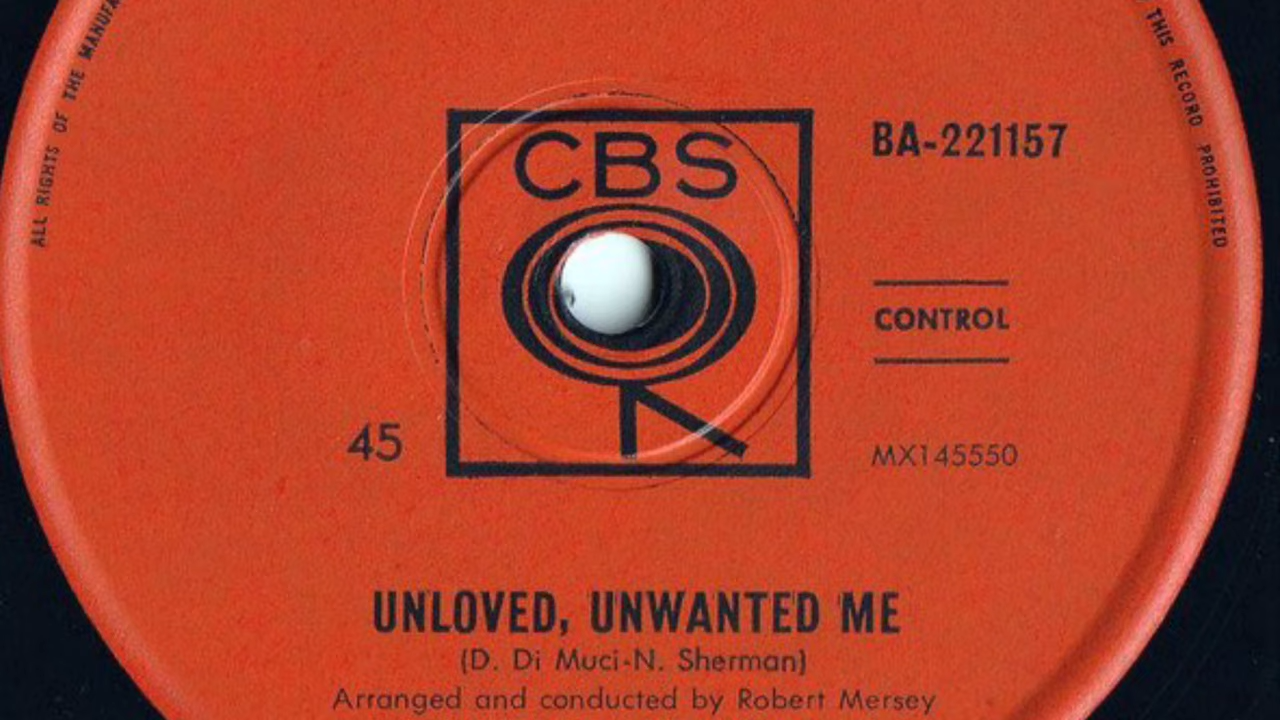 ALL RIGHTS OF THE
THIS RECORD PROHIBITED
CBS
BA-221157
CONTROL
45
MX145550
UNLOVED, UNWANTED ME
(D. Di Muci-N. Sherman)
Arranged and conducted by Robert Mersey